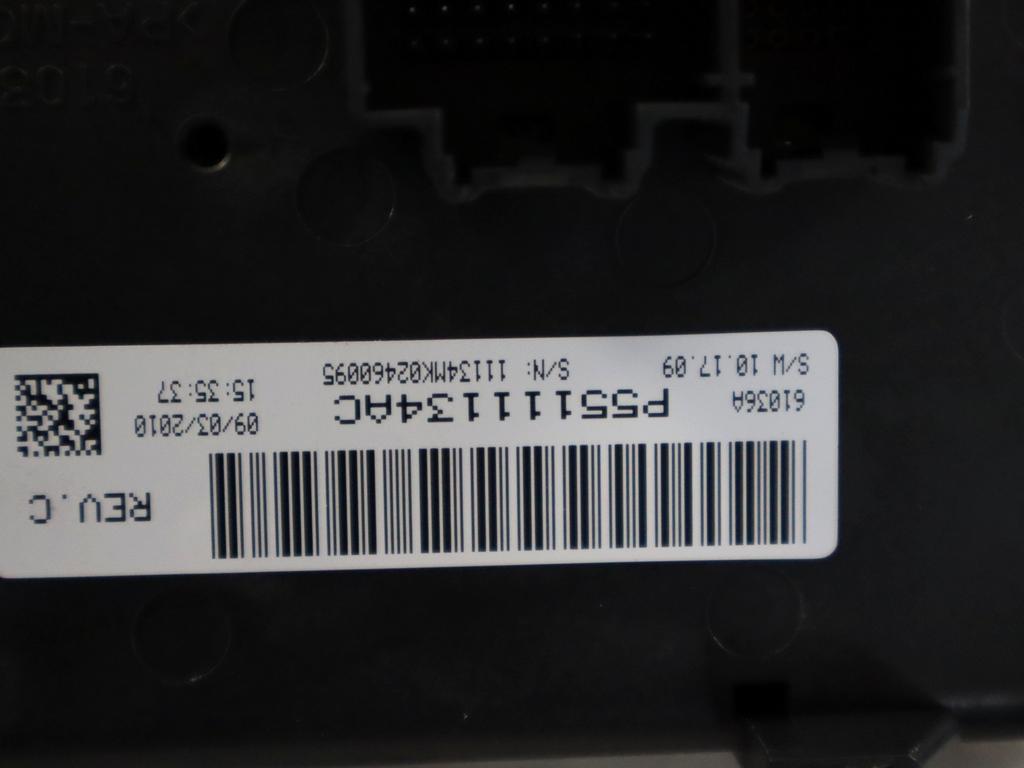 REV.C
61036A P55111134AC 09/03/2010
S/W 10.17.09 S/N: 11134MK02460095 15:35:37